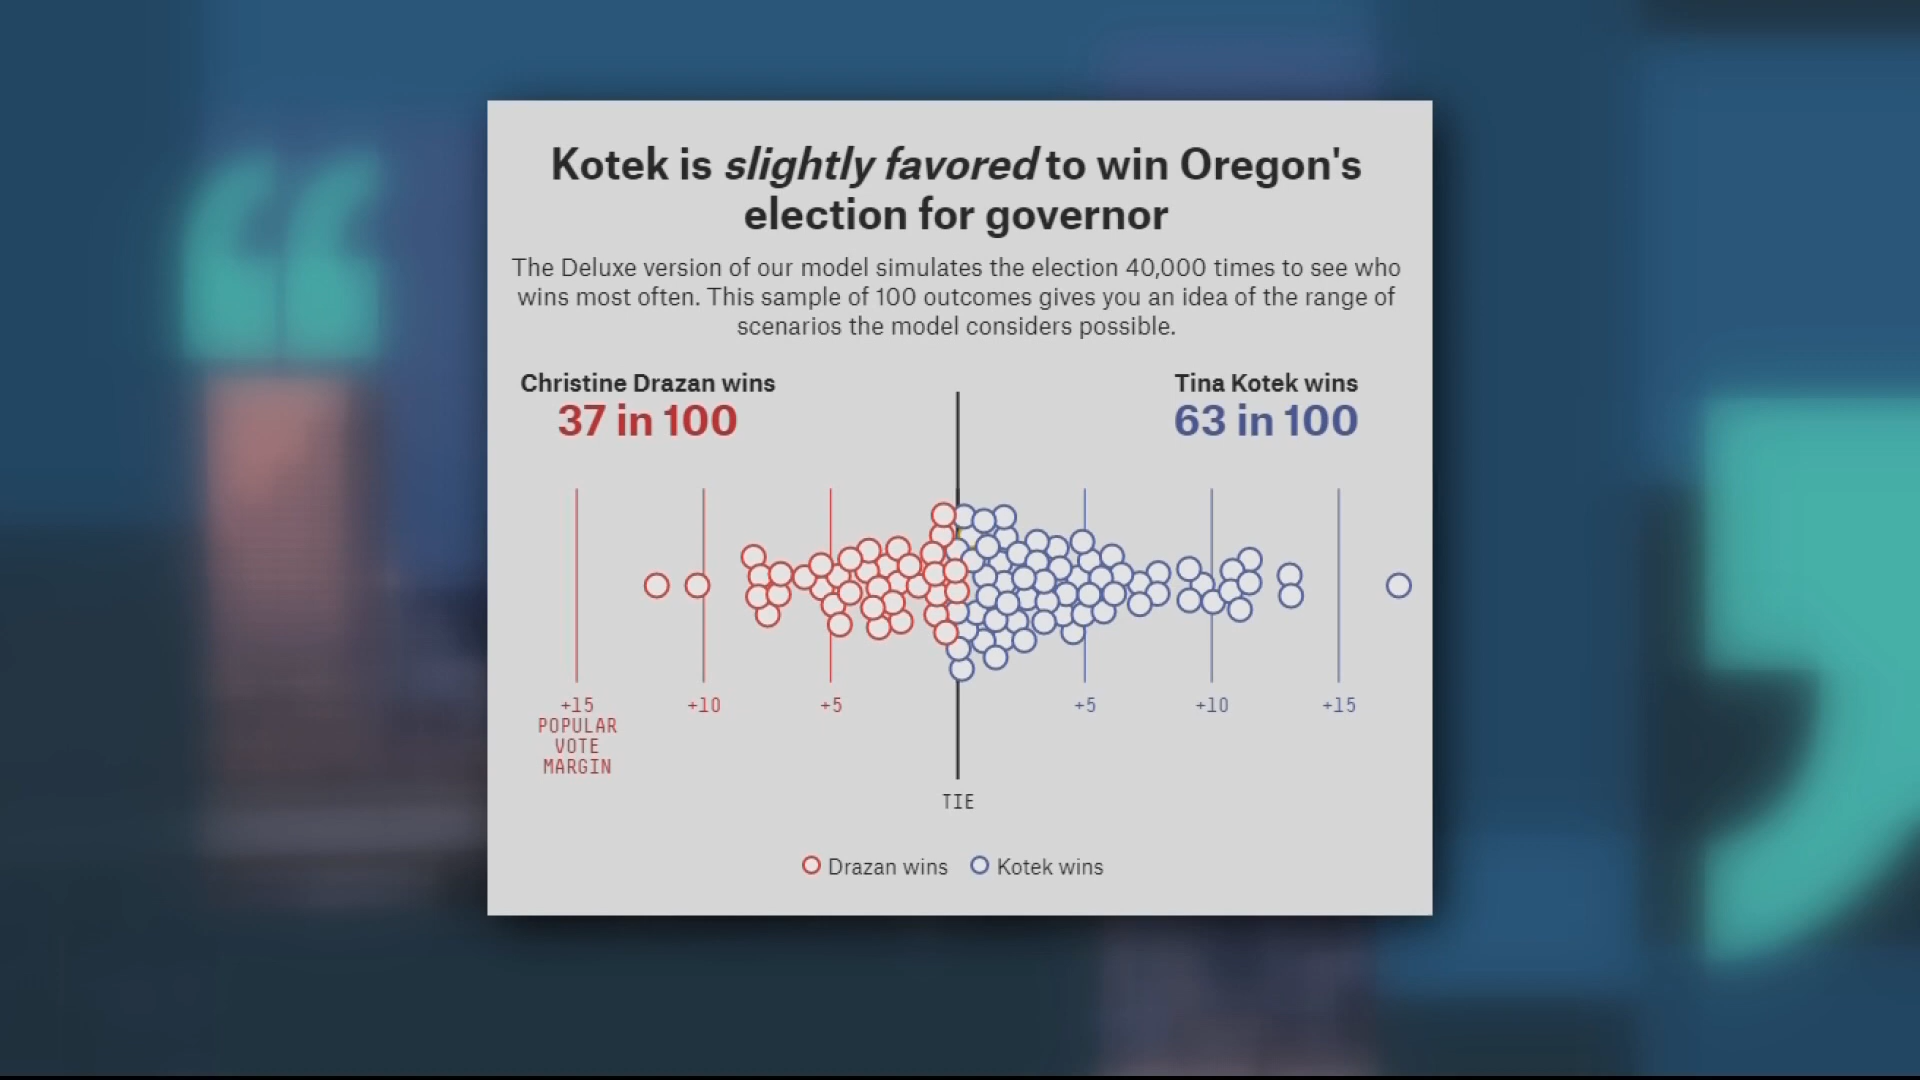 Kotek is slightly favored to win Oregon's
election for governor
The Deluxe version of our model simulates the election 40,000 times to see who
wins most often. This sample of 100 outcomes gives you an idea of the range of
scenarios the model considers possible.
Christine Drazan wins
37 in 100
Tina Kotek wins
63 in 100
+15 +10 +5 +5 +10 +15
POPULAR
VOTE
MARGIN
TIE
Drazan wins Kotek wins